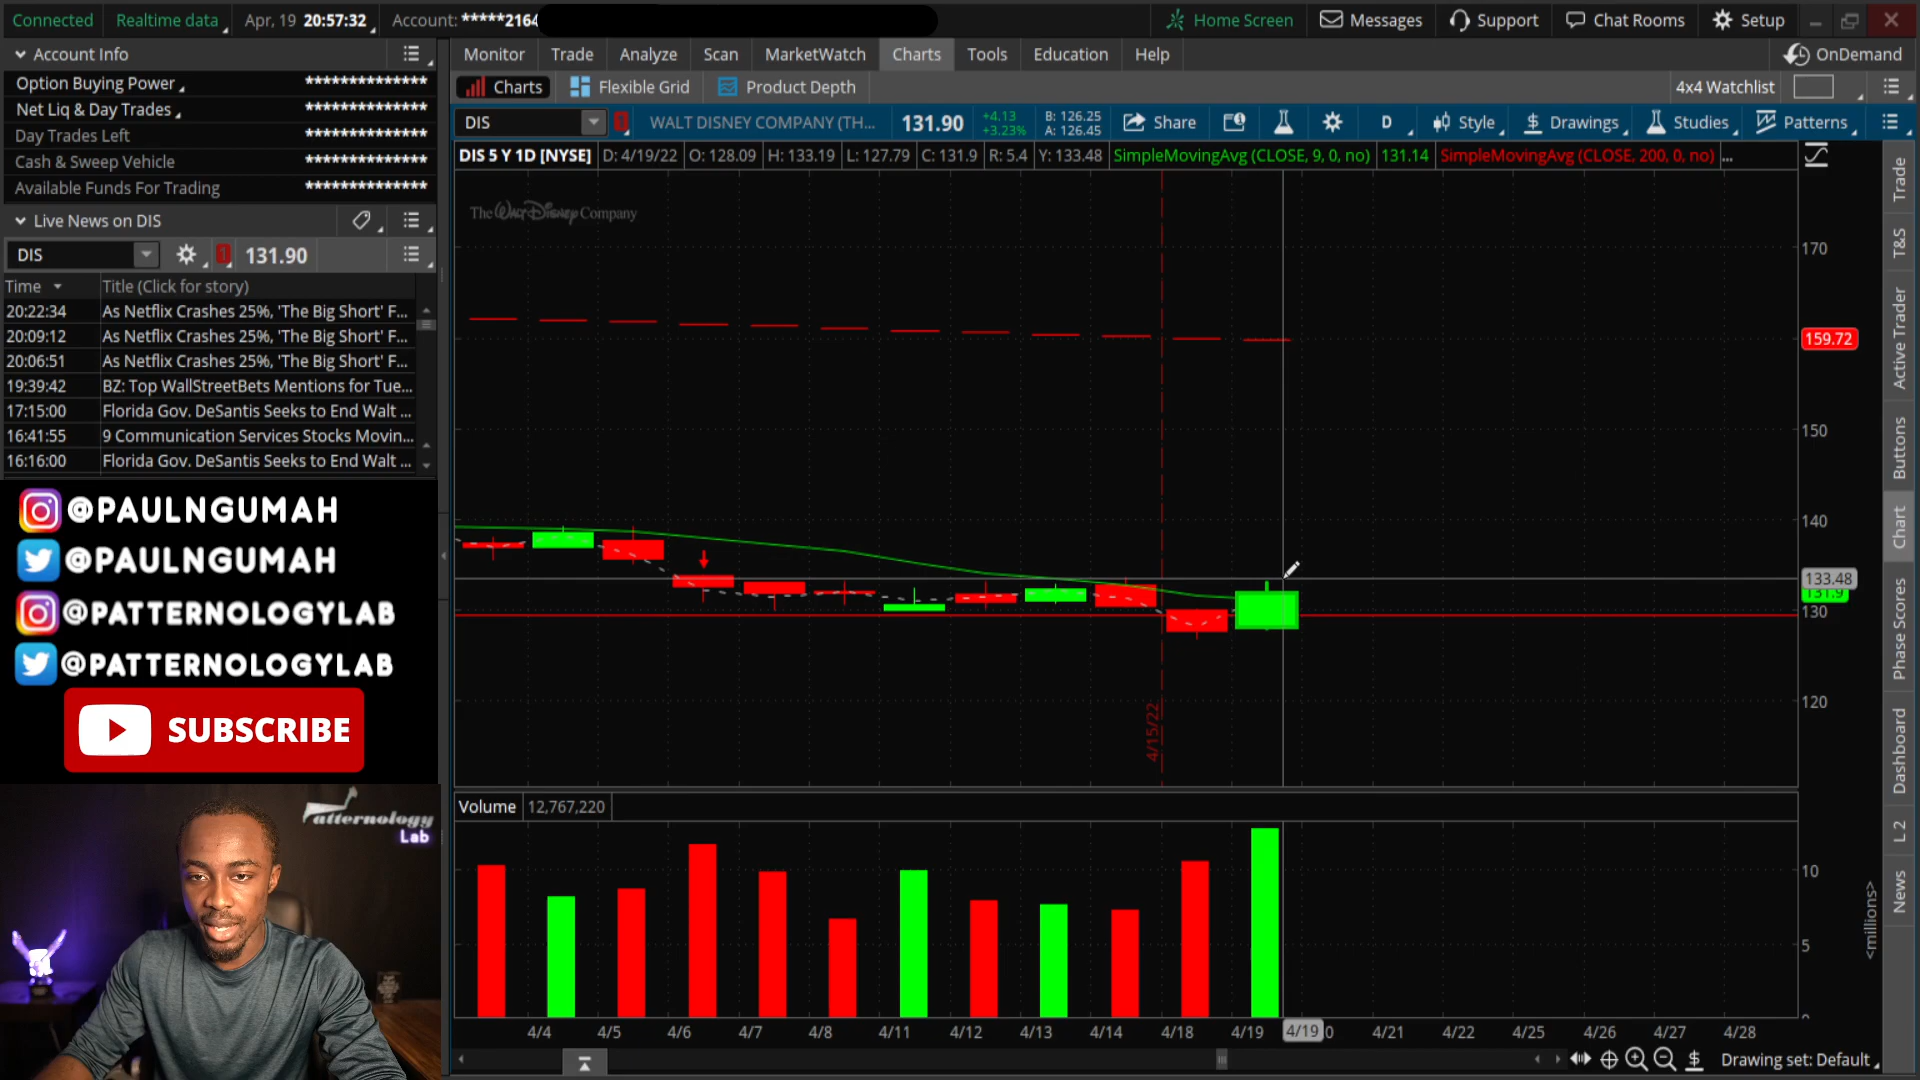 Connected Realtime data Apr, 19 20:57:32 Account: *****2164 Home Screen Messages Support Chat Rooms Setup
Account Info
Option Buying Power **************
Net Liq & Day Trades **************
Day Trades Left **************
Cash & Sweep Vehicle **************
Available Funds For Trading **************
Live News on DIS
DIS 1 131.90
Time Title (Click for story)
20:22:34 As Netflix Crashes 25%, 'The Big Short' F...
20:09:12 As Netflix Crashes 25%, 'The Big Short' F...
20:06:51 As Netflix Crashes 25%, 'The Big Short' F...
19:39:42 BZ: Top WallStreetBets Mentions for Tue...
17:15:00 Florida Gov. DeSantis Seeks to End Walt ...
16:41:55 9 Communication Services Stocks Movin...
16:16:00 Florida Gov. DeSantis Seeks to End Walt ...
@PAULNGUMAH
@PAULNGUMAH
@PATTERNOLOGYLAB
@PATTERNOLOGYLAB
SUBSCRIBE
Patternology
Lab
Monitor Trade Analyze Scan MarketWatch Charts Tools Education Help OnDemand
Charts Flexible Grid Product Depth 4x4 Watchlist
DIS 1 WALT DISNEY COMPANY (TH... 131.90 +4.13 +3.23% B: 126.25 A: 126.45 Share D Style $ Drawings Studies Patterns
DIS 5 Y 1D [NYSE] D: 4/19/22 O: 128.09 H: 133.19 L: 127.79 C: 131.9 R: 5.4 Y: 133.48 SimpleMovingAvg (CLOSE, 9, 0, no) 131.14 SimpleMovingAvg (CLOSE, 200, 0, no) ...
The Walt Disney Company
170
159.72
150
140
133.48
131.9
130
120
4/15/22
Volume 12,767,220
10
5
<millions>
4/4 4/5 4/6 4/7 4/8 4/11 4/12 4/13 4/14 4/18 4/19 4/19 0 4/21 4/22 4/25 4/26 4/27 4/28
$ Drawing set: Default
Trade
T&S
Active Trader
Buttons
Chart
Phase Scores
Dashboard
L 2
News